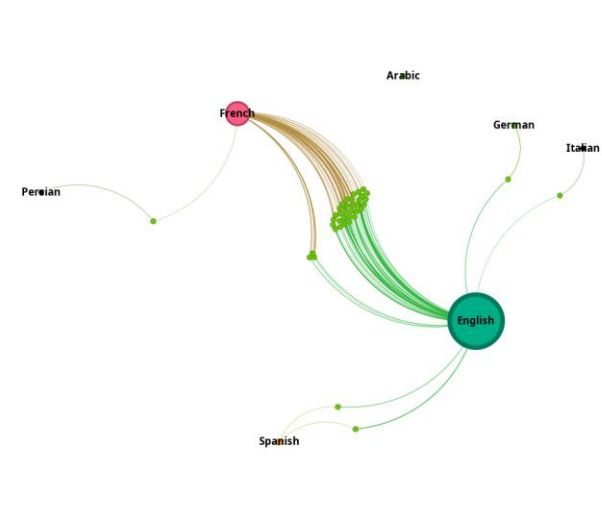 Arabic
French
German
Italian
Persian
English
Spanish